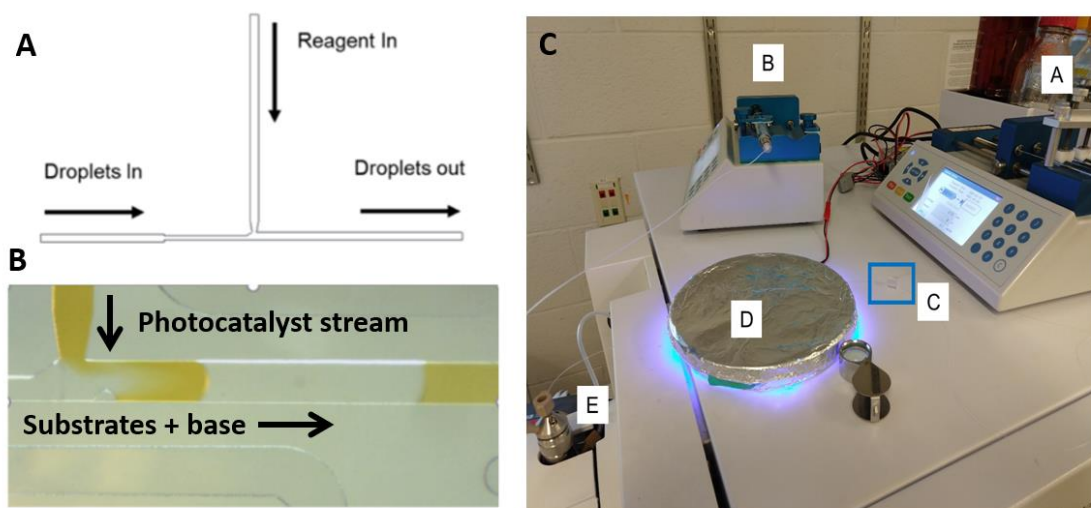 A
Reagent In
Droplets In
Droplets out
B
Photocatalyst stream
Substrates + base
C
B
A
C
D
E